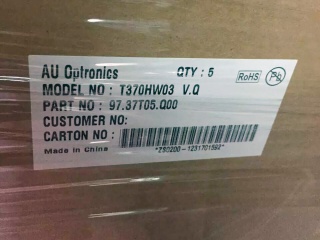 AU Optronics QTY : 5 RoHS Pb
MODEL NO : T370HW03 V.Q
PART NO : 97.37T05.Q00
CUSTOMER NO:
CARTON NO :
Made in China